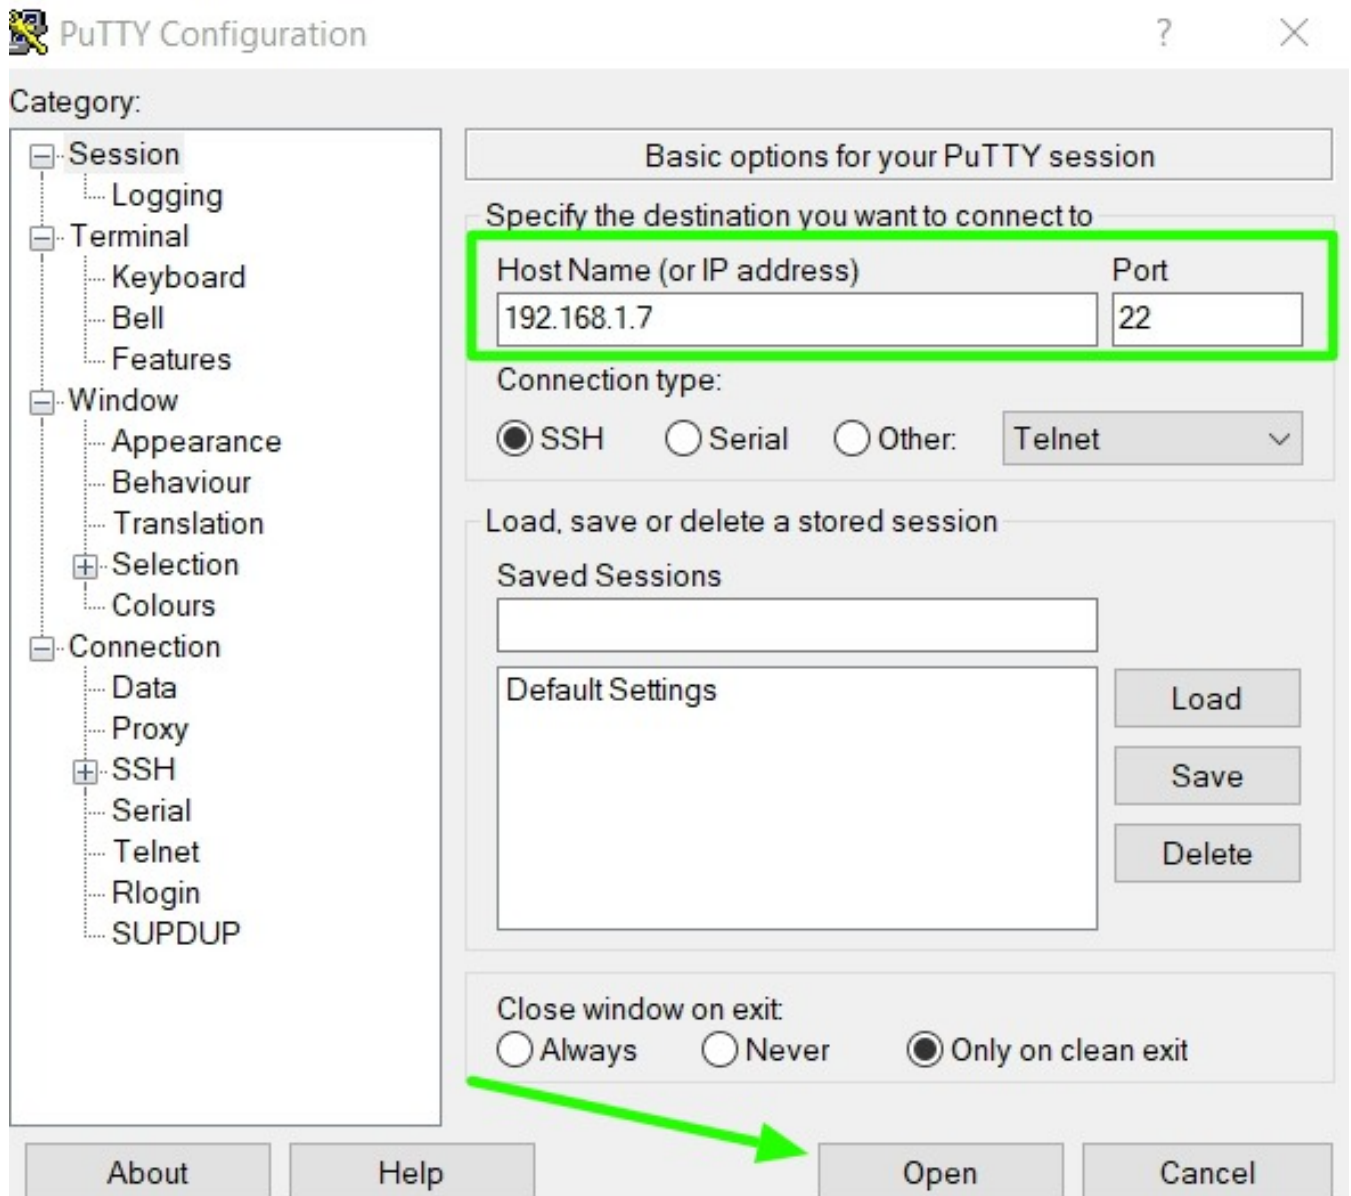 PuTTY Configuration
?
Category:
Session
Logging
Terminal
Keyboard
Bell
Features
Window
Appearance
Behaviour
Translation
Selection
Colours
Connection
Data
Proxy
SSH
Serial
Telnet
Rlogin
SUPDUP
Basic options for your PuTTY session
Specify the destination you want to connect to
Host Name (or IP address) Port
192.168.1.7 22
Connection type:
SSH Serial Other: Telnet
Load, save or delete a stored session
Saved Sessions
Default Settings
Load
Save
Delete
Close window on exit:
Always Never Only on clean exit
About Help Open Cancel